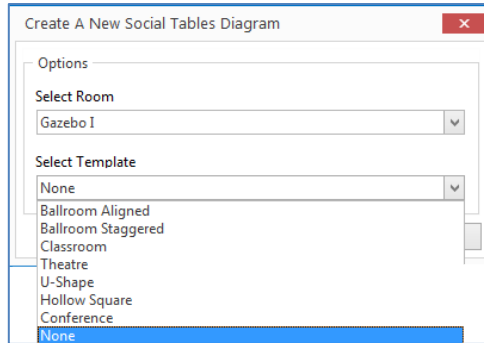 Create A New Social Tables Diagram
Options
Select Room
Gazebo I
Select Template
None
Ballroom Aligned
Ballroom Staggered
Classroom
Theatre
U-Shape
Hollow Square
Conference
None